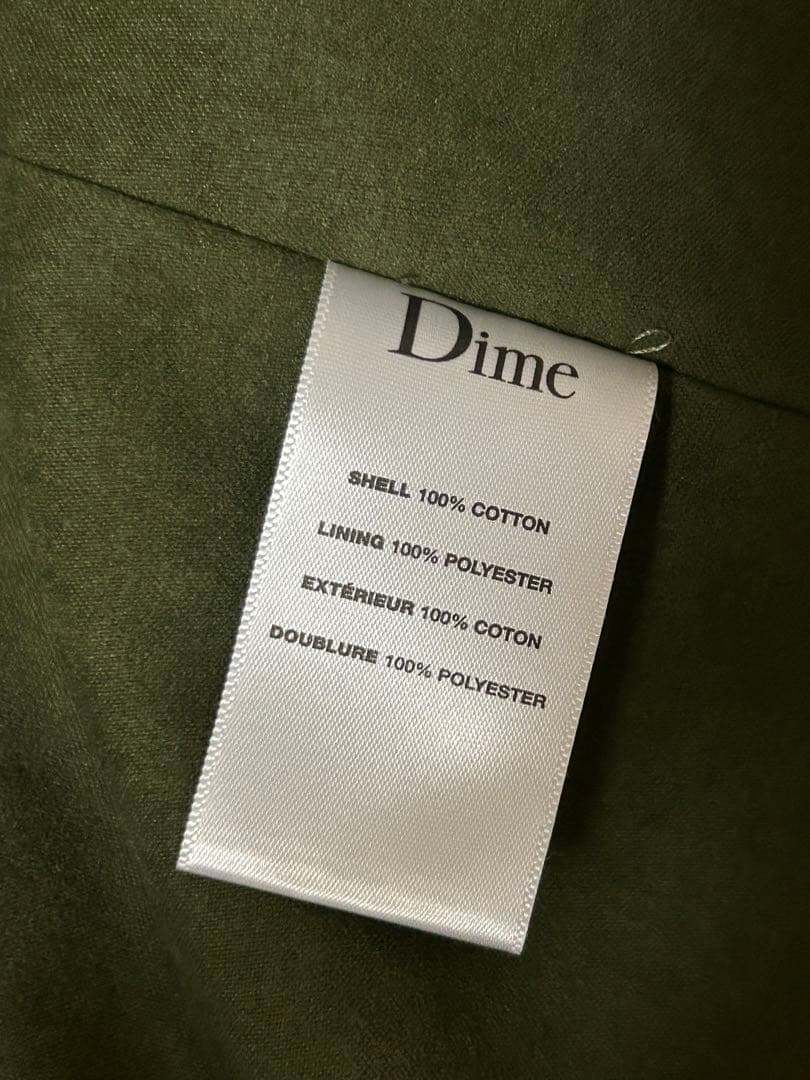 Dime
SHELL 100% COTTON
LINING 100% POLYESTER
EXTÉRIEUR 100% COTON
DOUBLURE 100% POLYESTER